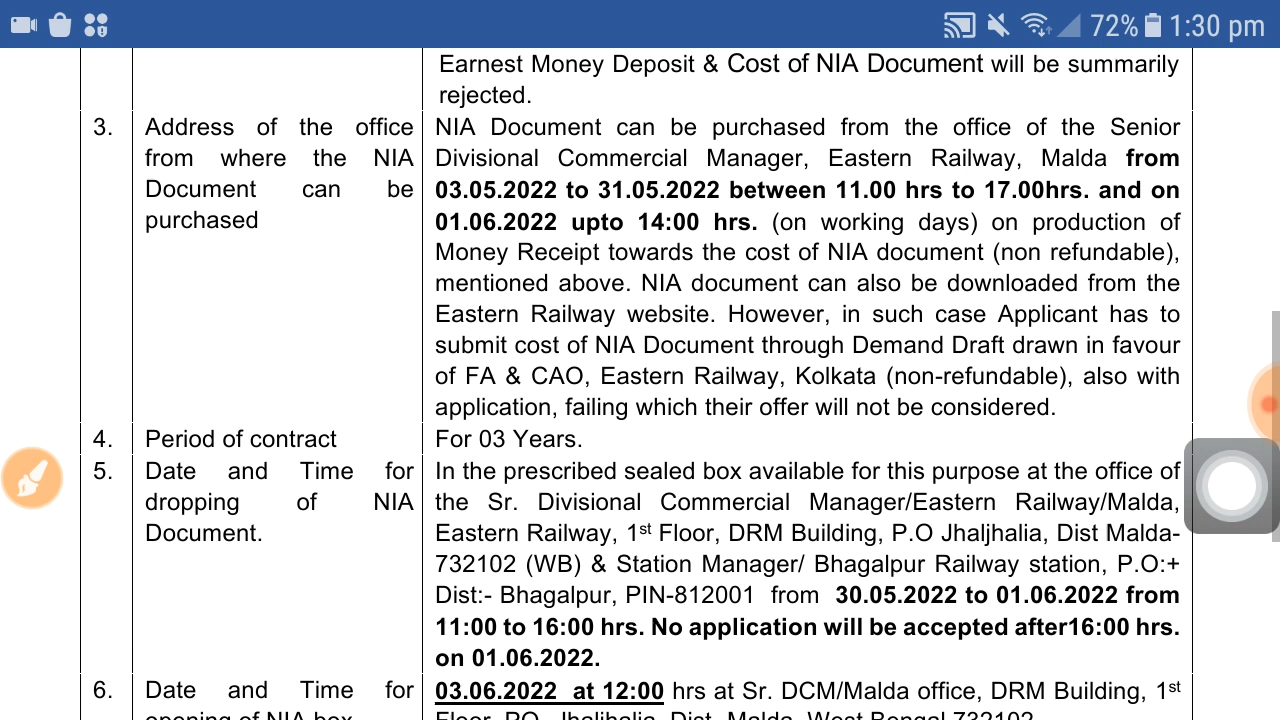 72% 1:30 pm
Earnest Money Deposit & Cost of NIA Document will be summarily
rejected.
3. Address of the office
from where the NIA
Document can be
purchased
NIA Document can be purchased from the office of the Senior
Divisional Commercial Manager, Eastern Railway, Malda from
03.05.2022 to 31.05.2022 between 11.00 hrs to 17.00hrs. and on
01.06.2022 upto 14:00 hrs. (on working days) on production of
Money Receipt towards the cost of NIA document (non refundable),
mentioned above. NIA document can also be downloaded from the
Eastern Railway website. However, in such case Applicant has to
submit cost of NIA Document through Demand Draft drawn in favour
of FA & CAO, Eastern Railway, Kolkata (non-refundable), also with
application, failing which their offer will not be considered.
4. Period of contract
For 03 Years.
5. Date and Time for
dropping of NIA
Document.
In the prescribed sealed box available for this purpose at the office of
the Sr. Divisional Commercial Manager/Eastern Railway/Malda,
Eastern Railway, 1st Floor, DRM Building, P.O Jhaljhalia, Dist Malda-
732102 (WB) & Station Manager/ Bhagalpur Railway station, P.O:+
Dist:- Bhagalpur, PIN-812001 from 30.05.2022 to 01.06.2022 from
11:00 to 16:00 hrs. No application will be accepted after16:00 hrs.
on 01.06.2022.
6. Date and Time for
opening of NIA box
03.06.2022 at 12:00 hrs at Sr. DCM/Malda office, DRM Building, 1st
Floor, PO- Jhaljhalia, Dist- Malda, West Bengal 732102